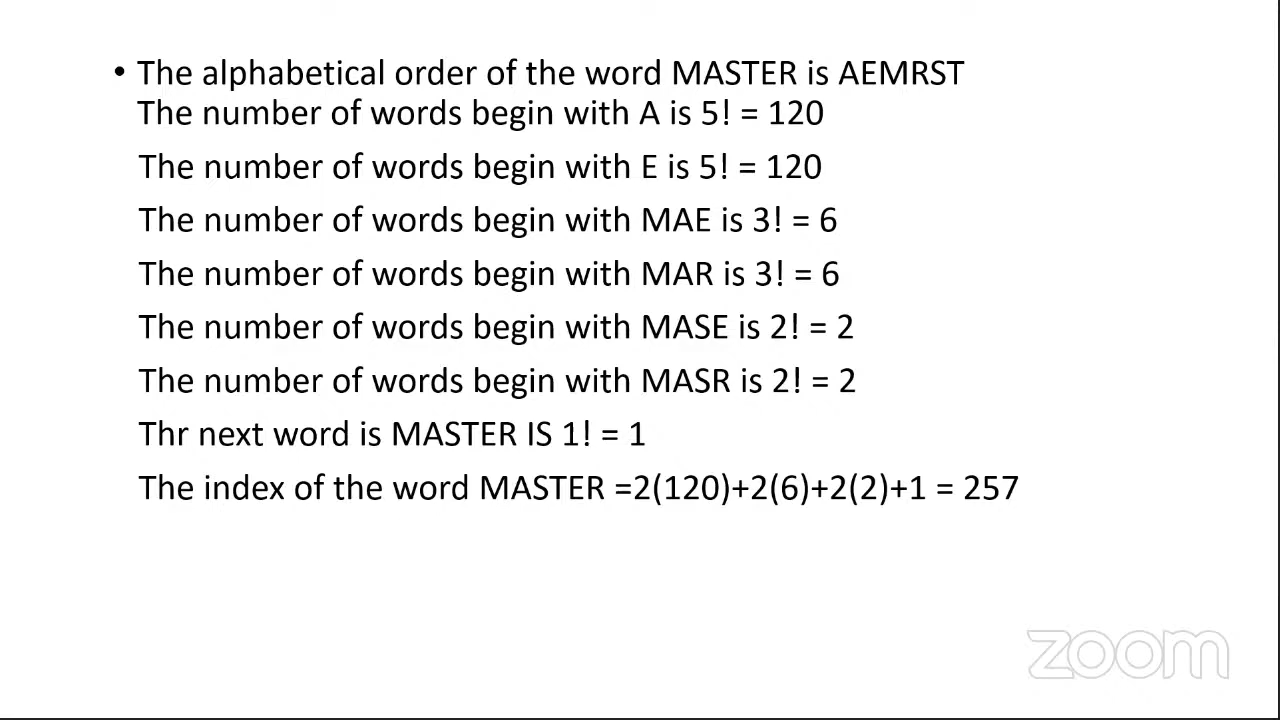 • The alphabetical order of the word MASTER is AEMRST
The number of words begin with A is 5! = 120
The number of words begin with E is 5! = 120
The number of words begin with MAE is 3! = 6
The number of words begin with MAR is 3! = 6
The number of words begin with MASE is 2! = 2
The number of words begin with MASR is 2! = 2
Thr next word is MASTER IS 1! = 1
The index of the word MASTER =2(120)+2(6)+2(2)+1 = 257
zoom